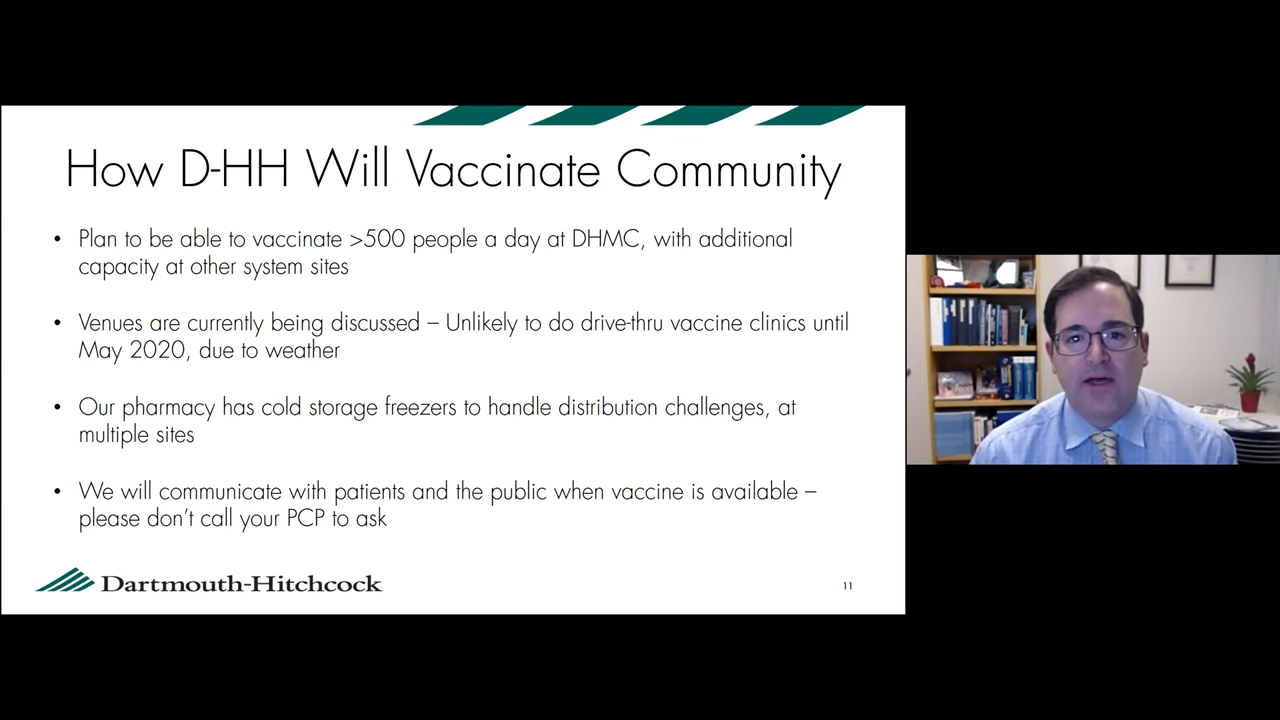 How D-HH Will Vaccinate Community
• Plan to be able to vaccinate >500 people a day at DHMC, with additional
capacity at other system sites
• Venues are currently being discussed – Unlikely to do drive-thru vaccine clinics until
May 2020, due to weather
• Our pharmacy has cold storage freezers to handle distribution challenges, at
multiple sites
• We will communicate with patients and the public when vaccine is available –
please don’t call your PCP to ask
Dartmouth-Hitchcock
11